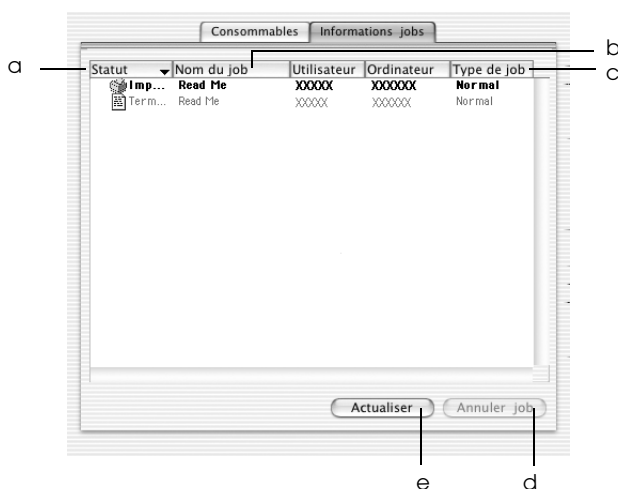 Consommables Informations jobs
b
a Statut Nom du job Utilisateur Ordinateur Type de job c
Imp... Read Me XXXXX XXXXXX Normal
Term... Read Me XXXXX XXXXXX Normal
Actualiser Annuler job
e d